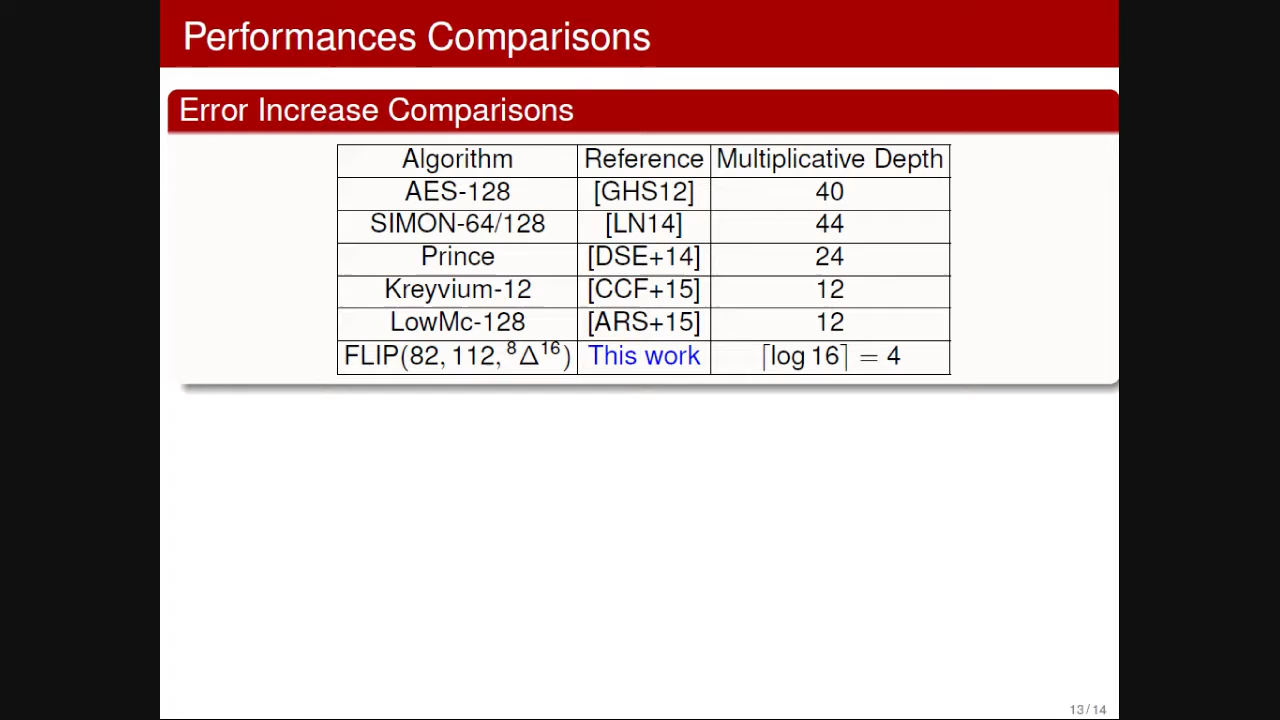 Performances Comparisons
Error Increase Comparisons
Algorithm Reference Multiplicative Depth
AES-128 [GHS12] 40
SIMON-64/128 [LN14] 44
Prince [DSE+14] 24
Kreyvium-12 [CCF+15] 12
LowMc-128 [ARS+15] 12
FLIP(82, 112, ⁸Δ¹⁶) This work ⌈log 16⌉ = 4
13/14